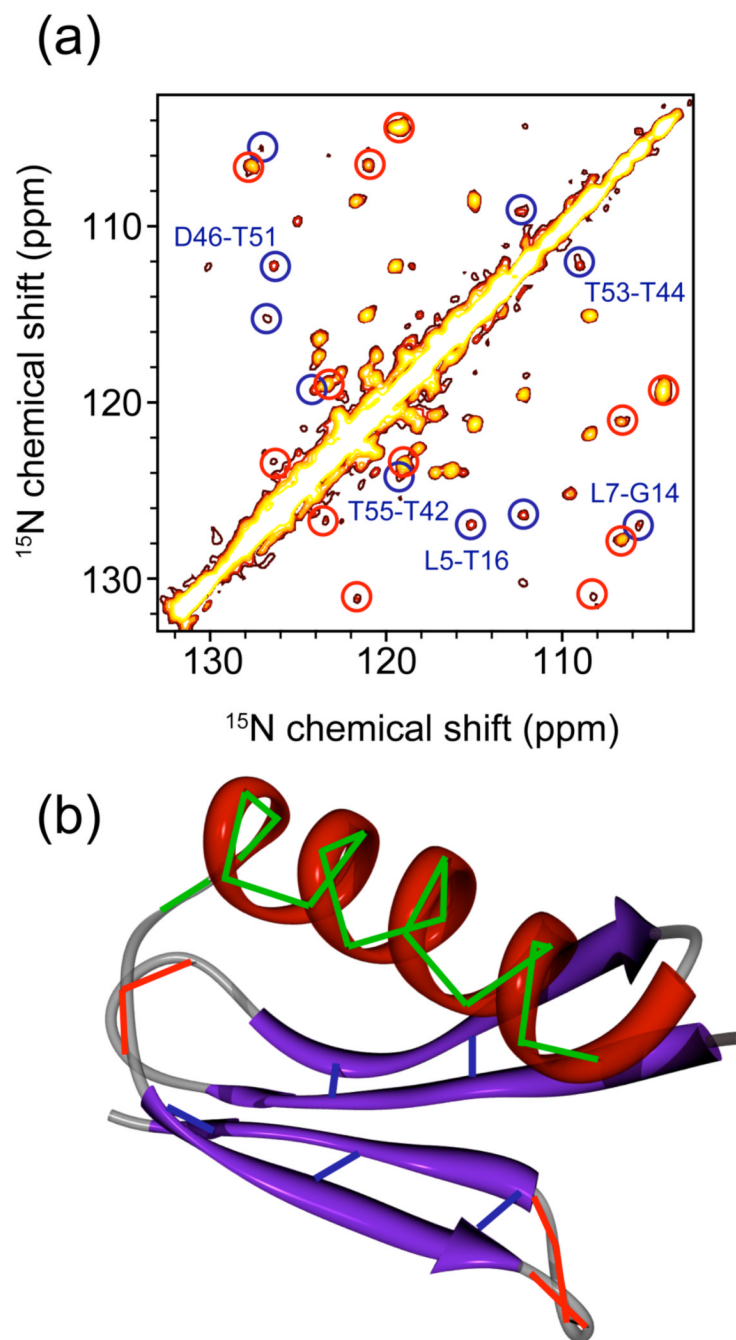 (a)
110
120
130
15N chemical shift (ppm)
D46-T51
T53-T44
L7-G14
T55-T42
L5-T16
130
120
110
15N chemical shift (ppm)
(b)